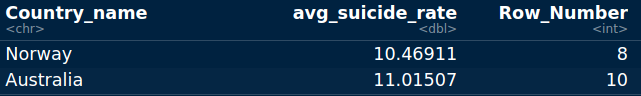 Country_name avg_suicide_rate Row_Number
<chr> <dbl> <int>
Norway 10.46911 8
Australia 11.01507 10